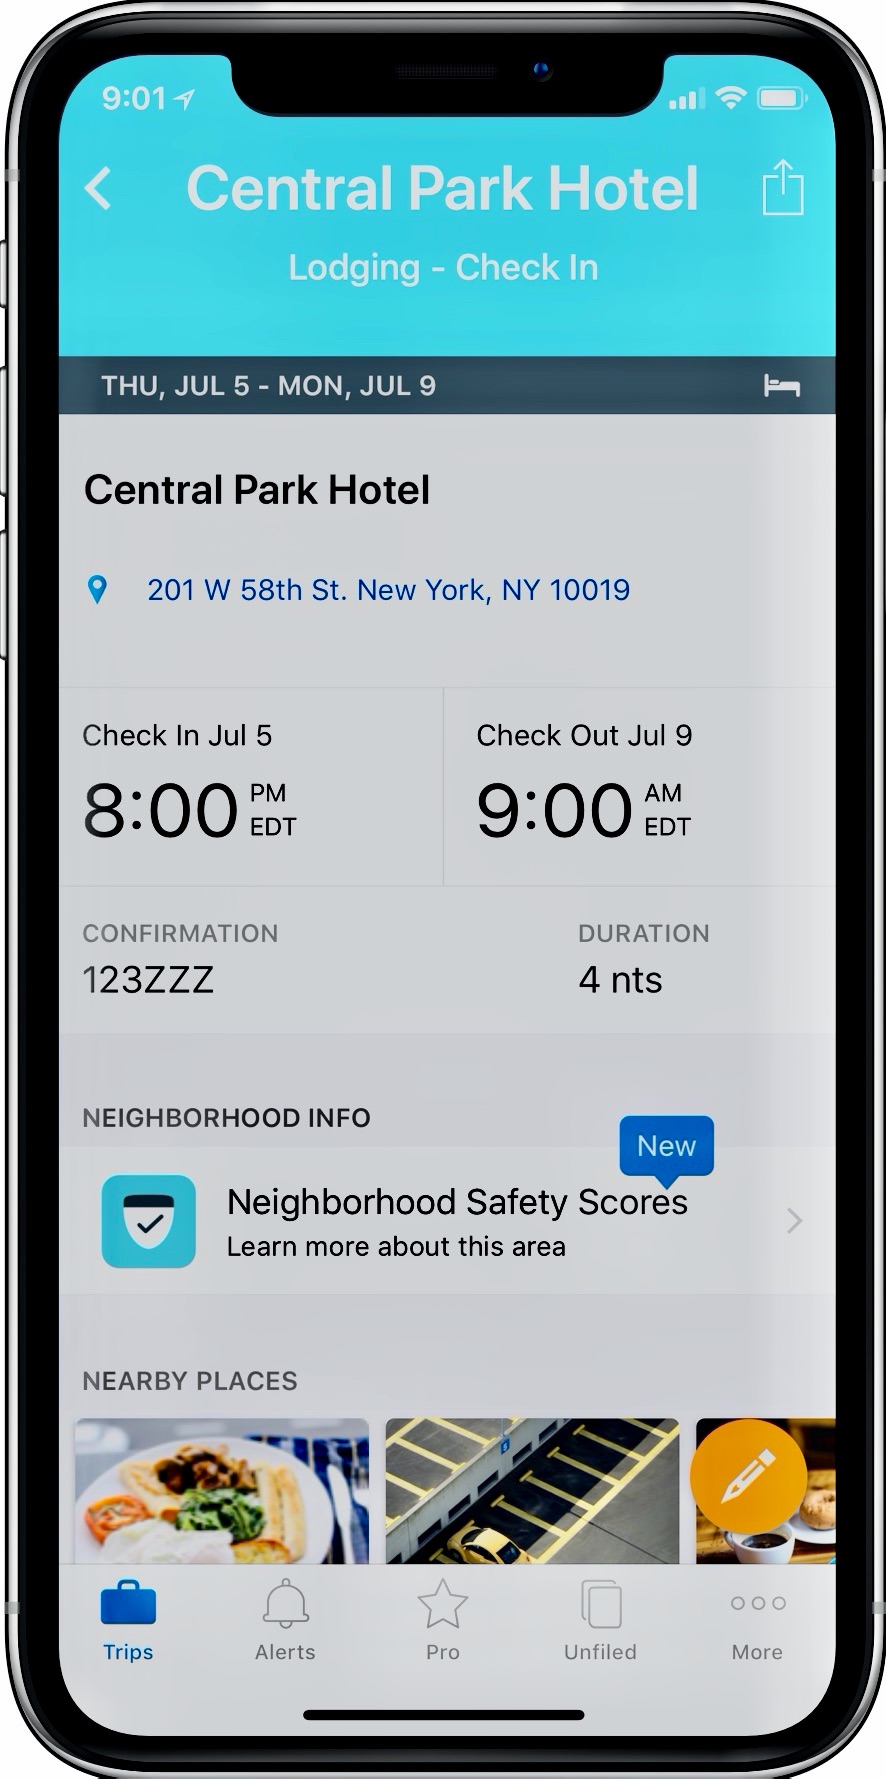 9:01
Central Park Hotel
Lodging - Check In
THU, JUL 5 - MON, JUL 9
Central Park Hotel
201 W 58th St. New York, NY 10019
Check In Jul 5
8:00 PM EDT
Check Out Jul 9
9:00 AM EDT
CONFIRMATION
123ZZZ
DURATION
4 nts
NEIGHBORHOOD INFO
New
Neighborhood Safety Scores
Learn more about this area
NEARBY PLACES
Trips
Alerts
Pro
Unfiled
More